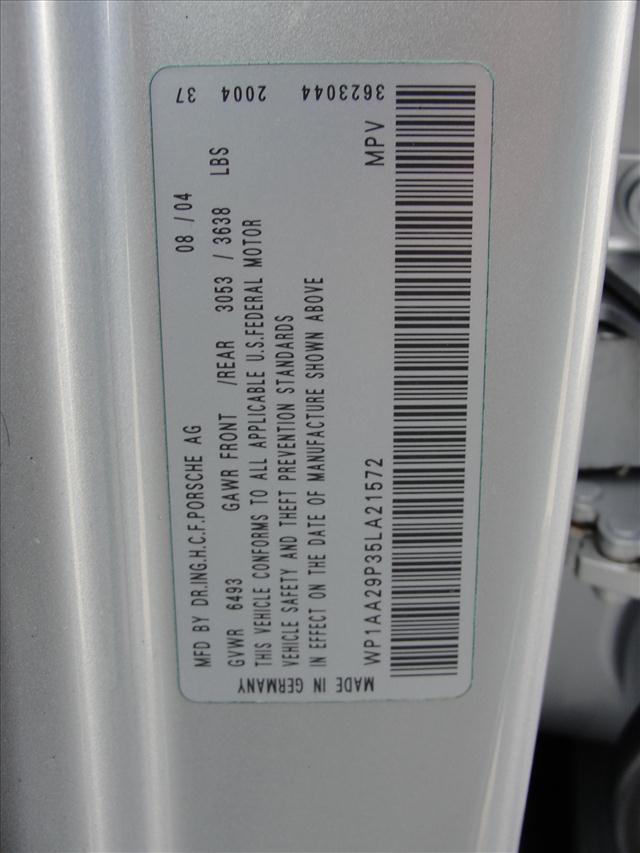 37 2004 3623044
MFD BY DR.ING.H.C.F.PORSCHE AG 08 / 04
GVWR 6493 GAWR FRONT /REAR 3053 / 3638 LBS
THIS VEHICLE CONFORMS TO ALL APPLICABLE U.S.FEDERAL MOTOR
VEHICLE SAFETY AND THEFT PREVENTION STANDARDS
IN EFFECT ON THE DATE OF MANUFACTURE SHOWN ABOVE
WP1AA29P35LA21572 MPV
MADE IN GERMANY